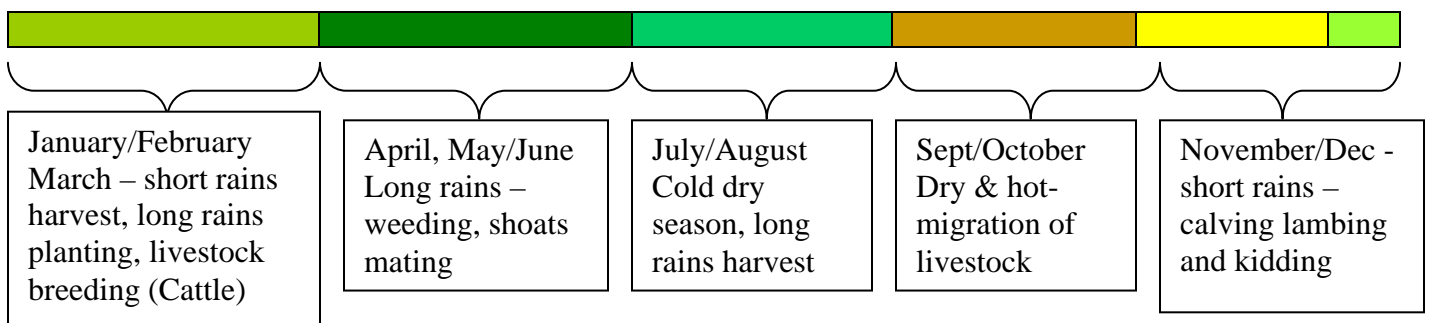 January/February
March – short rains
harvest, long rains
planting, livestock
breeding (Cattle)
April, May/June
Long rains –
weeding, shoats
mating
July/August
Cold dry
season, long
rains harvest
Sept/October
Dry & hot-
migration of
livestock
November/Dec -
short rains –
calving lambing
and kidding